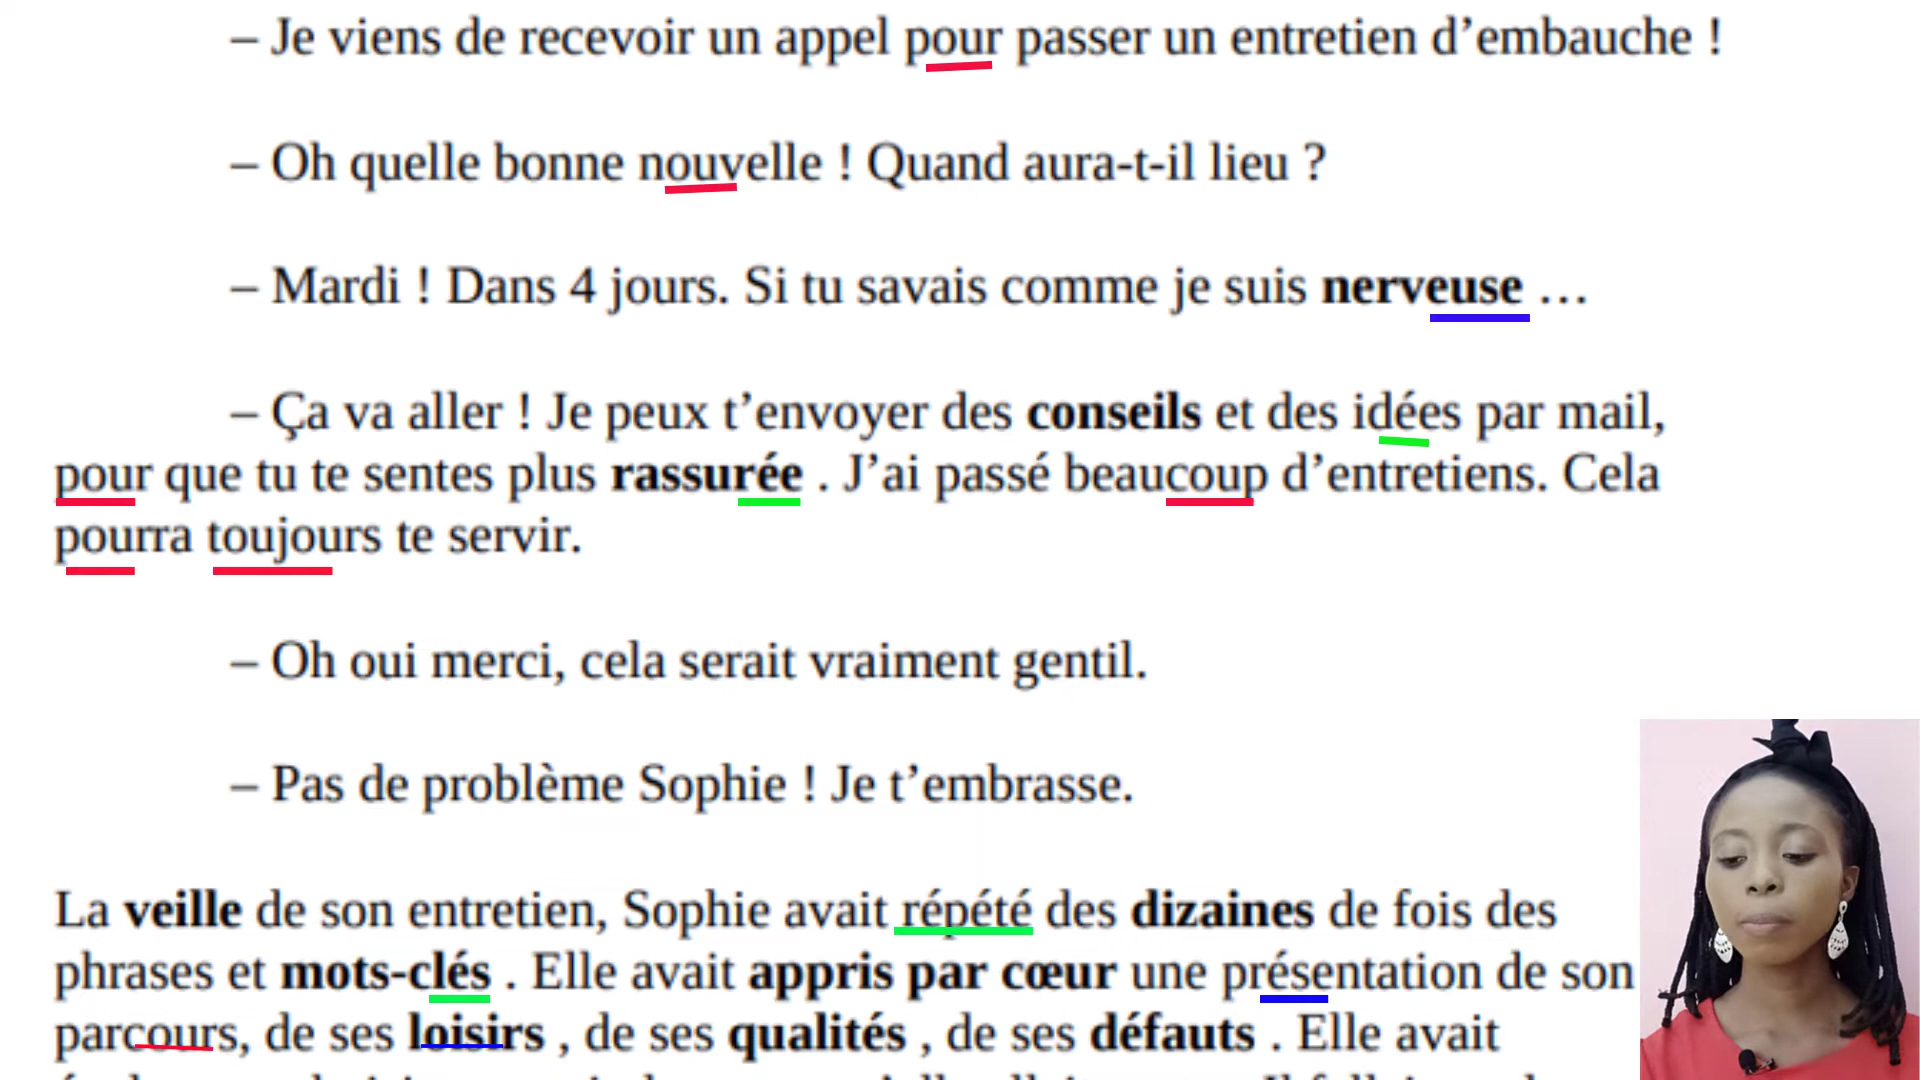 – Je viens de recevoir un appel pour passer un entretien d’embauche !
– Oh quelle bonne nouvelle ! Quand aura-t-il lieu ?
– Mardi ! Dans 4 jours. Si tu savais comme je suis nerveuse …
– Ça va aller ! Je peux t’envoyer des conseils et des idées par mail,
pour que tu te sentes plus rassurée . J’ai passé beaucoup d’entretiens. Cela
pourra toujours te servir.
– Oh oui merci, cela serait vraiment gentil.
– Pas de problème Sophie ! Je t’embrasse.
La veille de son entretien, Sophie avait répété des dizaines de fois des
phrases et mots-clés . Elle avait appris par cœur une présentation de son
parcours, de ses loisirs , de ses qualités , de ses défauts . Elle avait